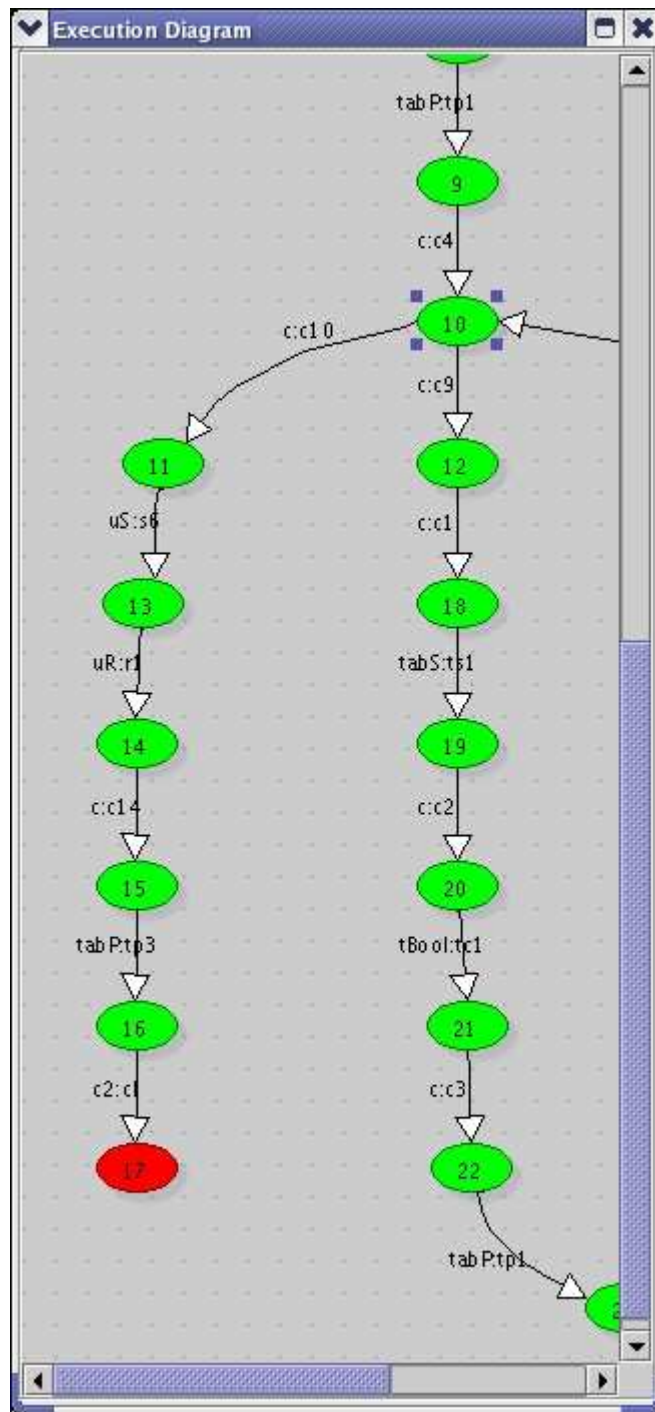 Execution Diagram
tabP:tp1
9
c:c4
10
c:c10
c:c9
11
12
uS:s6
c:c1
13
18
uR:r1
tabS:ts1
14
19
c:c14
c:c2
15
20
tabP:tp3
tBool:tc1
16
21
c2:cl
c:c3
17
22
tabP:tp1